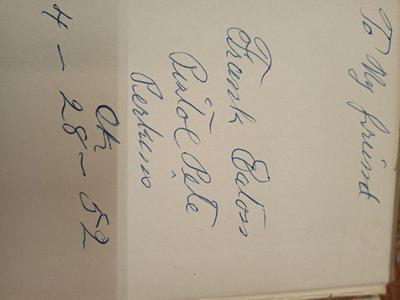 To My friend
Frank Eaton
Pistol Pete
Perkins
Ok
4-28-52